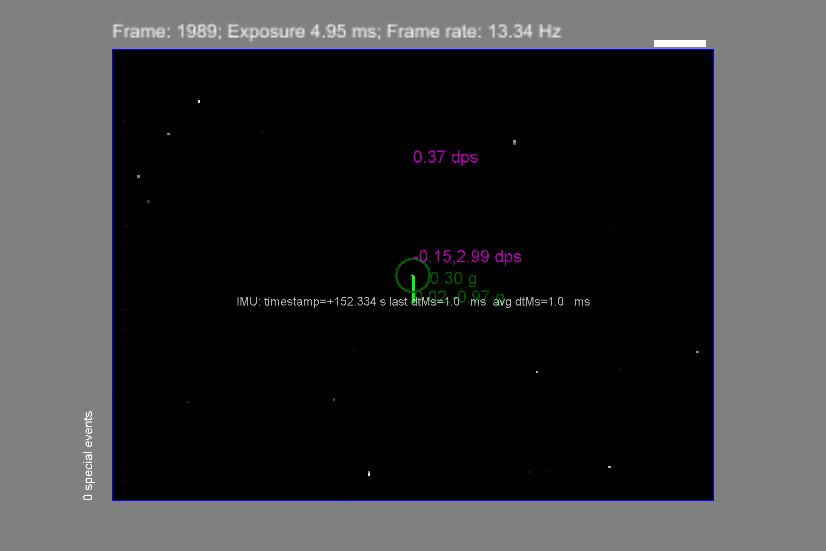 Frame: 1989; Exposure 4.95 ms; Frame rate: 13.34 Hz
0.37 dps
-0.15,2.99 dps
0.30 g
0.97 g
IMU: timestamp=+152.334 s last dtMs=1.0 ms avg dtMs=1.0 ms
0 special events